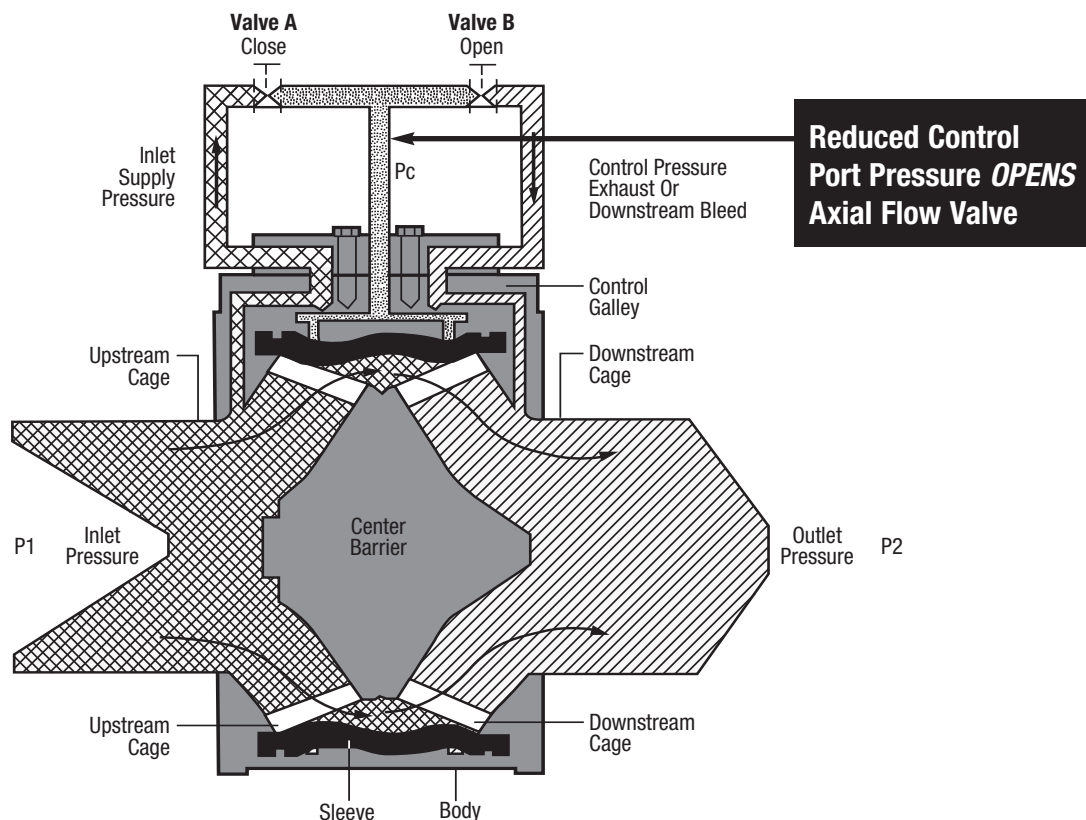 Valve A
Close
Valve B
Open
Inlet
Supply
Pressure
Pc
Control Pressure
Exhaust Or
Downstream Bleed
Reduced Control
Port Pressure OPENS
Axial Flow Valve
Control
Galley
Upstream
Cage
Downstream
Cage
P1
Inlet
Pressure
Center
Barrier
Outlet
Pressure
P2
Upstream
Cage
Downstream
Cage
Sleeve
Body